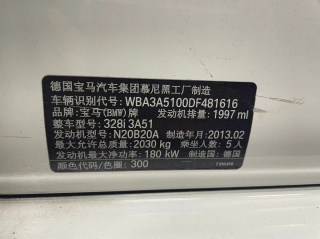 德国宝马汽车集团慕尼黑工厂制造
车辆识别代号: WBA3A5100DF481616
品牌: 宝马(BMW)牌 发动机排量: 1997 ml
整车型号: 328i 3A51
发动机型号: N20B20A 制造年月: 2013.02
最大允许总质量: 2030 kg 乘坐人数: 5 人
最大净功率: 180 kW 制造国: 德国
颜色代码/色圈: 300